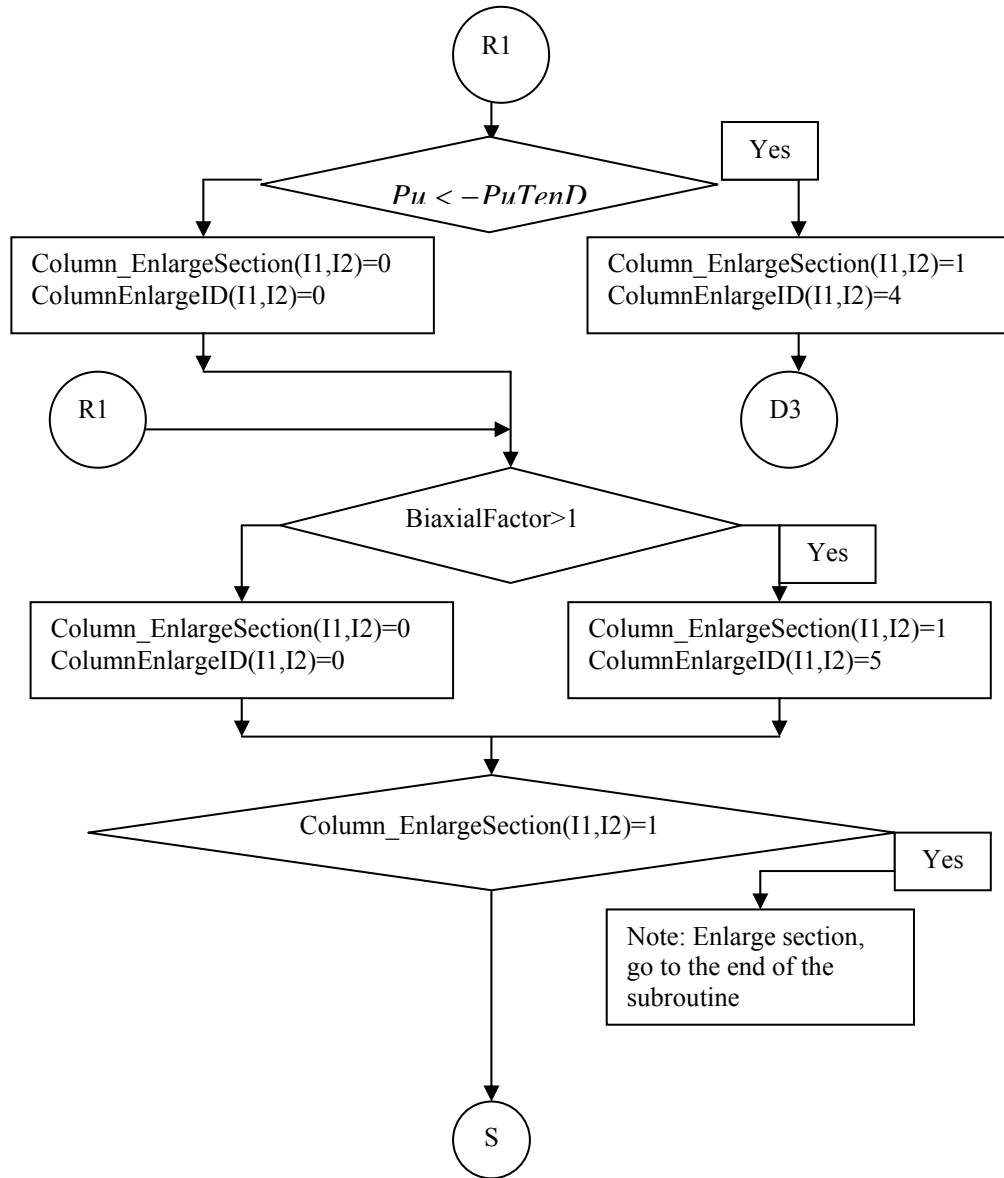 R1
Yes
Pu < −PuTenD
Column_EnlargeSection(I1,I2)=0
ColumnEnlargeID(I1,I2)=0
Column_EnlargeSection(I1,I2)=1
ColumnEnlargeID(I1,I2)=4
R1
D3
BiaxialFactor>1
Yes
Column_EnlargeSection(I1,I2)=0
ColumnEnlargeID(I1,I2)=0
Column_EnlargeSection(I1,I2)=1
ColumnEnlargeID(I1,I2)=5
Column_EnlargeSection(I1,I2)=1
Yes
Note: Enlarge section,
go to the end of the
subroutine
S